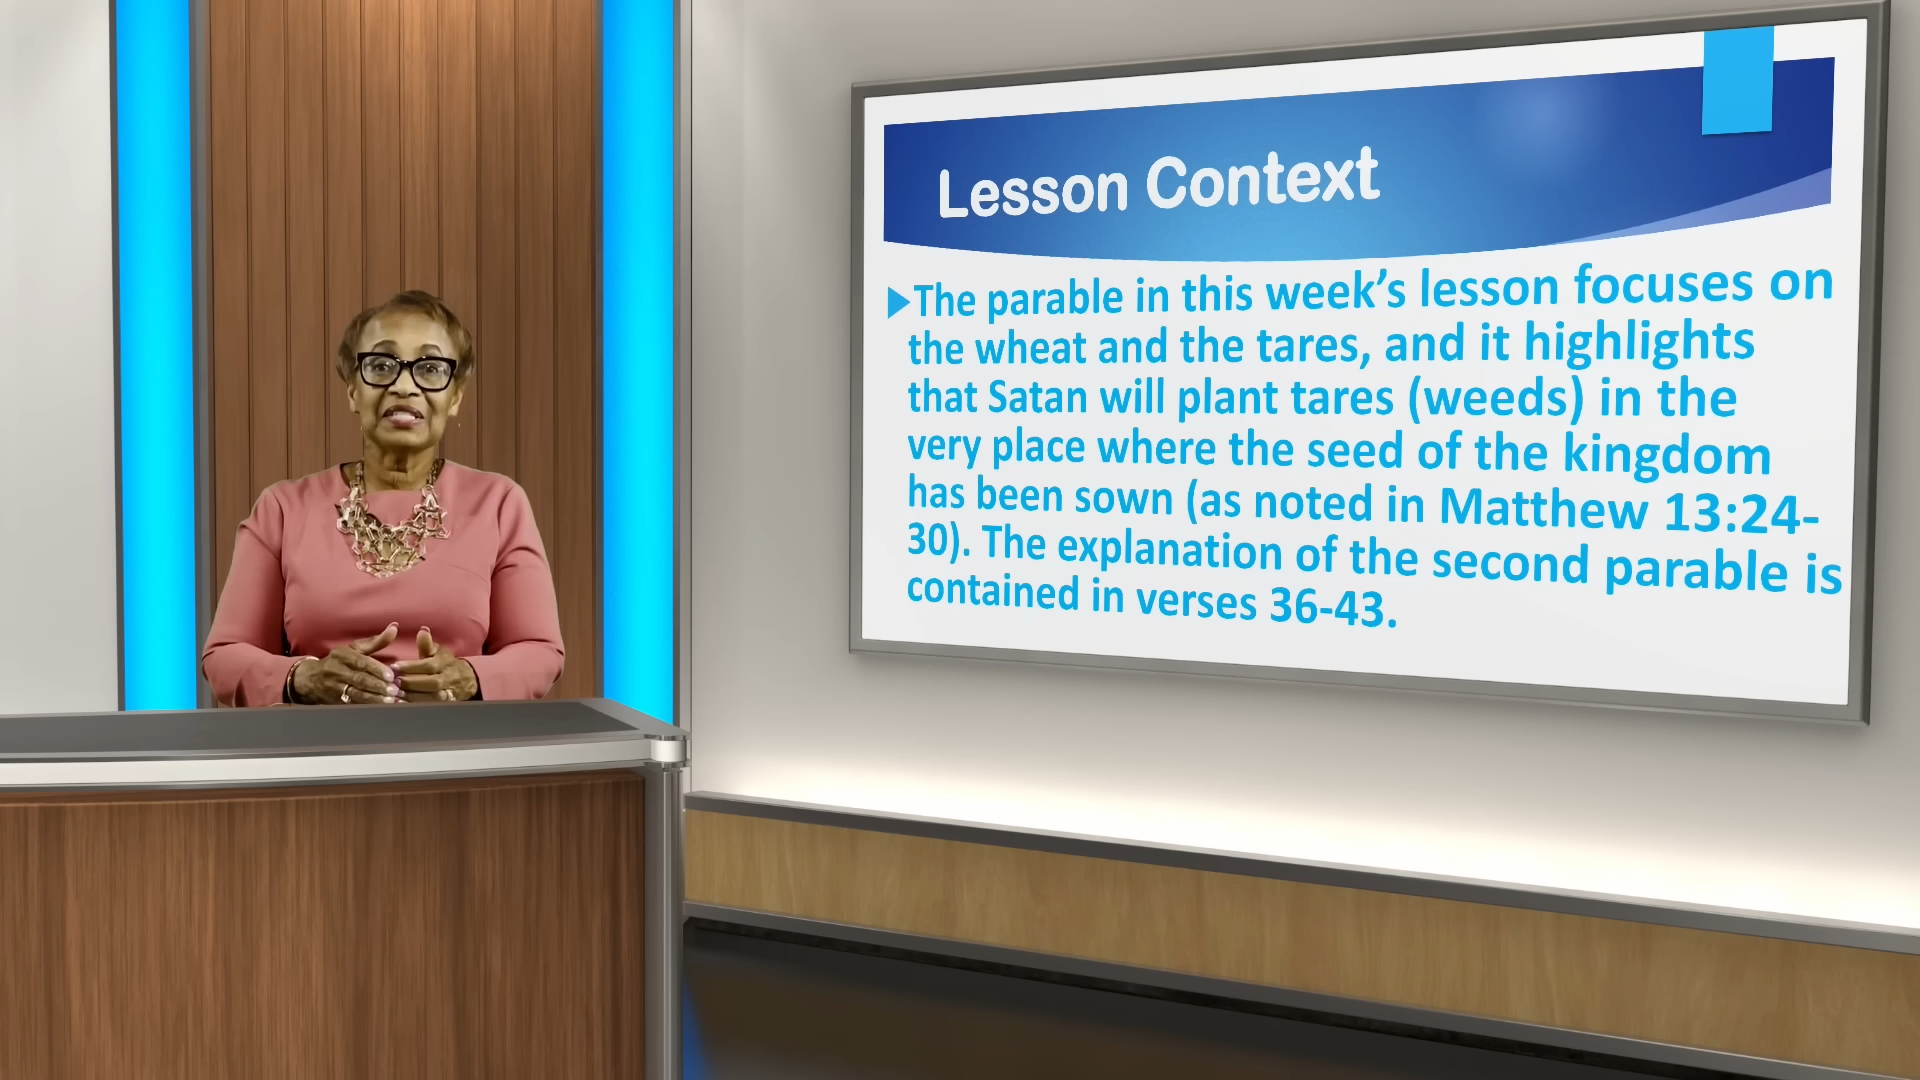 Lesson Context
The parable in this week’s lesson focuses on
the wheat and the tares, and it highlights
that Satan will plant tares (weeds) in the
very place where the seed of the kingdom
has been sown (as noted in Matthew 13:24-
30). The explanation of the second parable is
contained in verses 36-43.